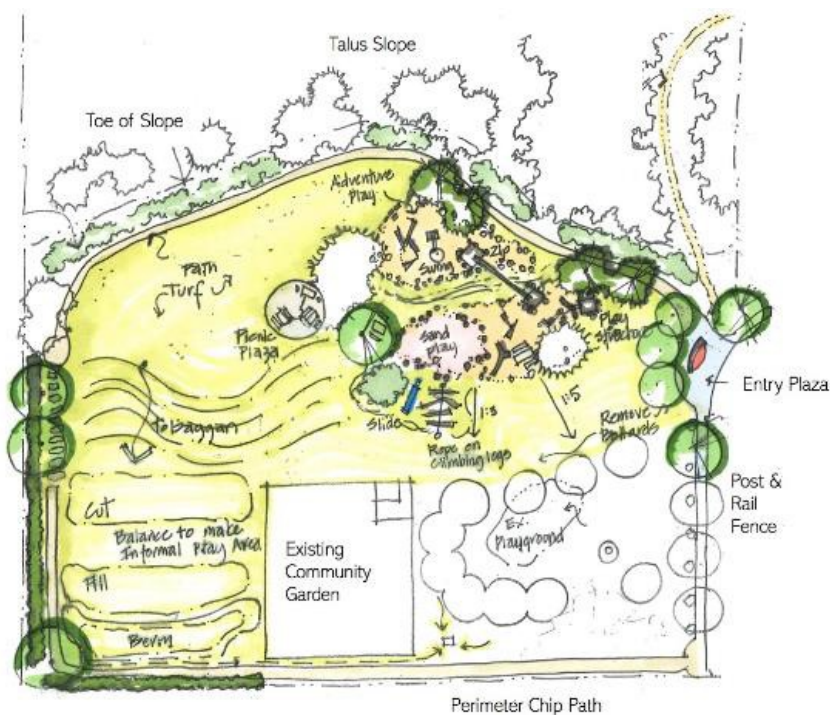 Talus Slope
Toe of Slope
Adventure
Play
Zip
Swing
Path
Turf
Picnic
Plaza
Sand
Play
Play
Structure
Entry Plaza
Toboggan
Slide
1:3
1:5
Rope on
Climbing logs
Remove
Bollards
Post &
Rail
Fence
Cut
Balance to make
Informal Play Area
Fill
Berm
Existing
Community
Garden
Ex.
Playground
Perimeter Chip Path